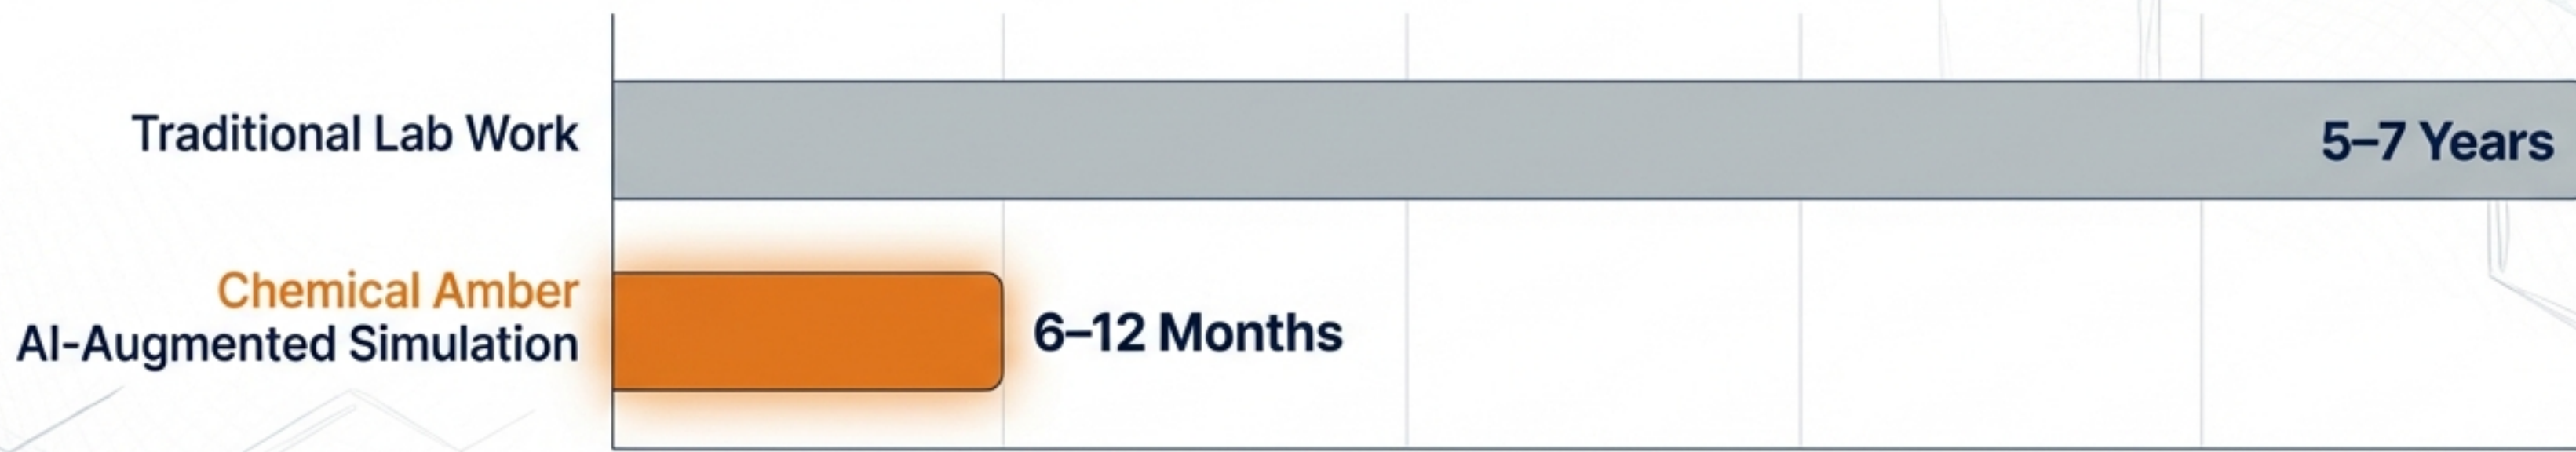 Traditional Lab Work
5–7 Years
Chemical Amber
AI-Augmented Simulation
6–12 Months